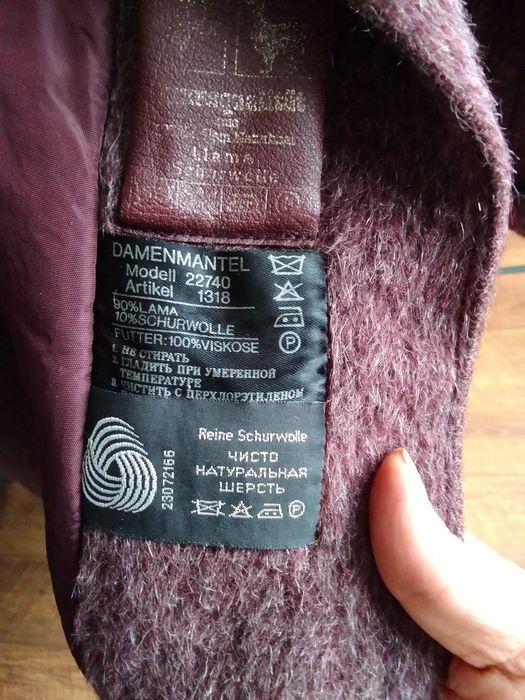 Llama
Schurwolle
DAMENMANTEL
Modell 22740
Artikel 1318
90%LAMA
10%SCHURWOLLE
FUTTER:100%VISKOSE
1. НЕ СТИРАТЬ
2. ГЛАДИТЬ ПРИ УМЕРЕННОЙ
ТЕМПЕРАТУРЕ
3. ЧИСТИТЬ С ПЕРХЛОРЭТИЛЕНОМ
P
Reine Schurwolle
ЧИСТО
НАТУРАЛЬНАЯ
ШЕРСТЬ
P
23072166